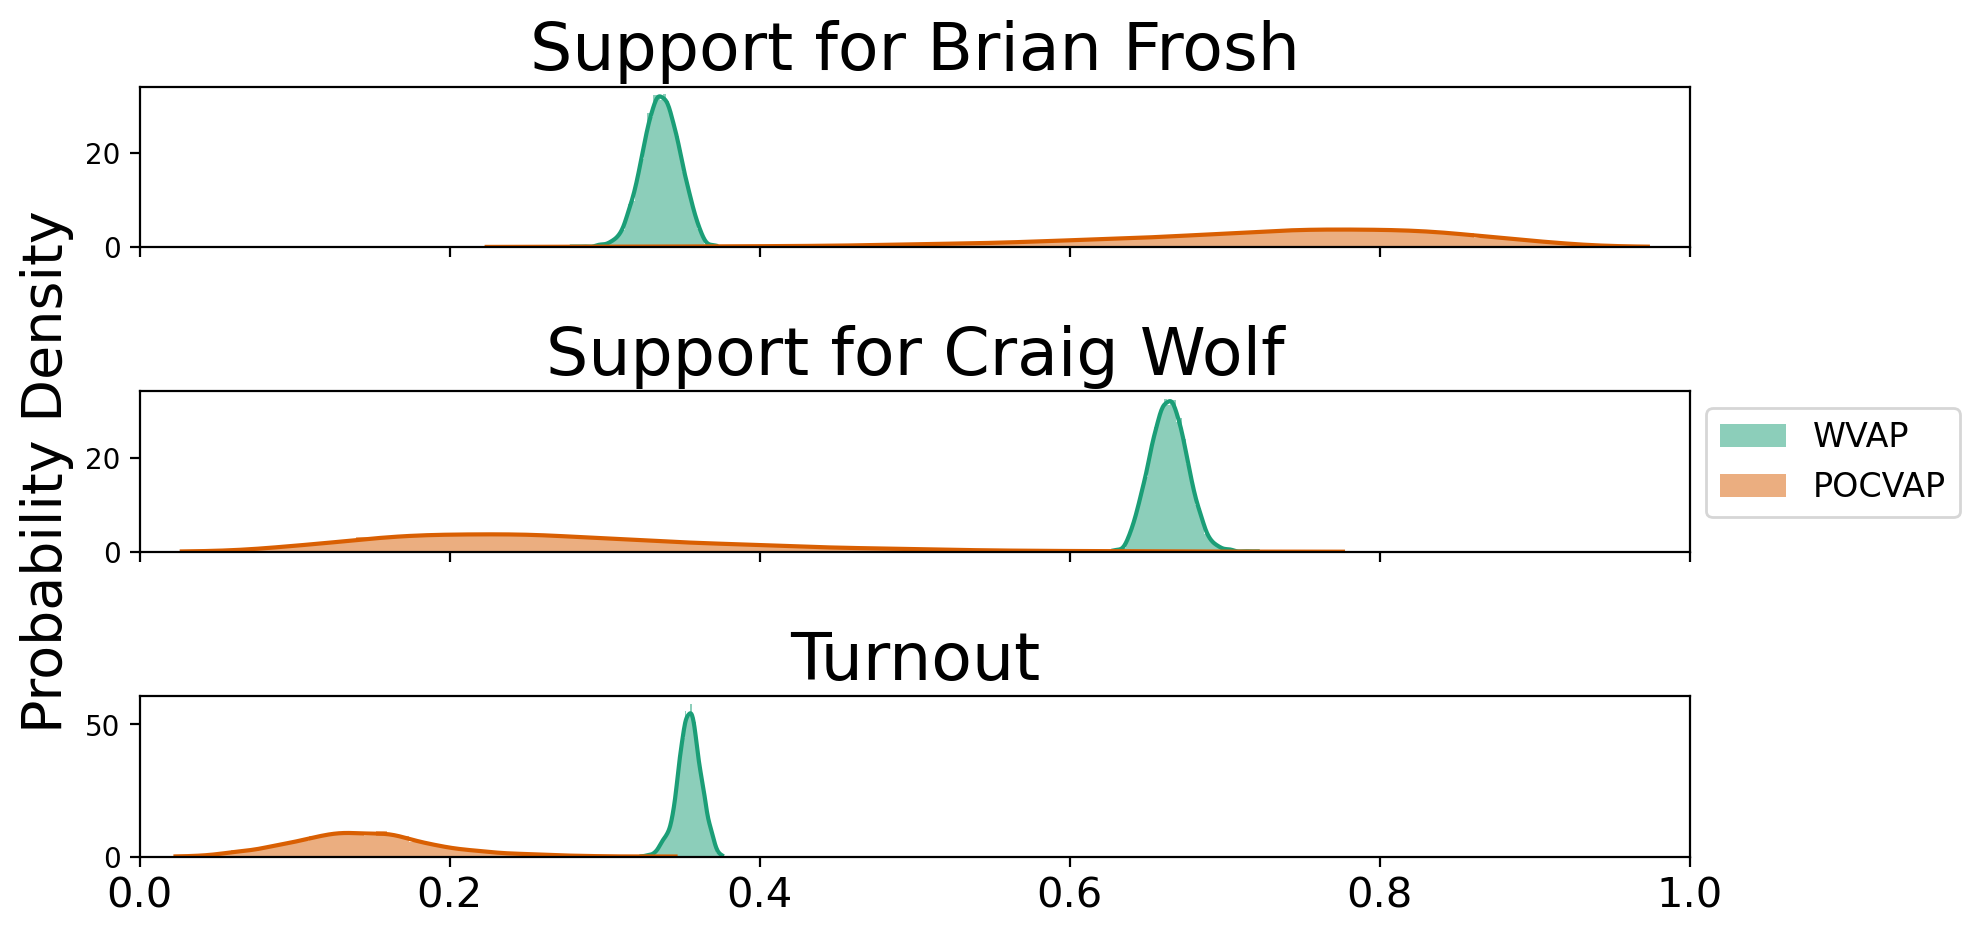 Support for Brian Frosh
20
0
Support for Craig Wolf
20
0
WVAP
POCVAP
Probability Density
Turnout
50
0
0.0 0.2 0.4 0.6 0.8 1.0